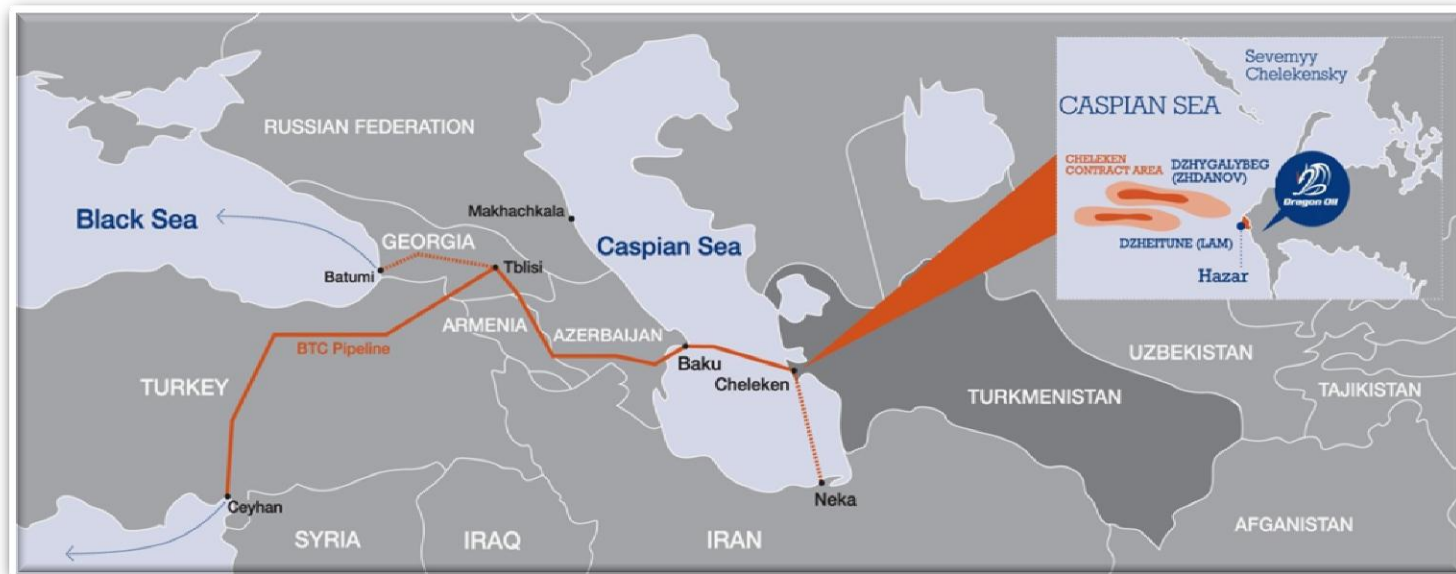 RUSSIAN FEDERATION
Black Sea
Makhachkala
GEORGIA
Batumi
Tblisi
Caspian Sea
ARMENIA
AZERBAIJAN
BTC Pipeline
Baku
Cheleken
TURKEY
TURKMENISTAN
UZBEKISTAN
TAJIKISTAN
Ceyhan
Neka
SYRIA
IRAQ
IRAN
AFGANISTAN
Severnyy
Chelekensky
CASPIAN SEA
CHELEKEN
CONTRACT AREA
DZHYGALYBEG
(ZHDANOV)
Dragon Oil
DZHEITUNE (LAM)
Hazar